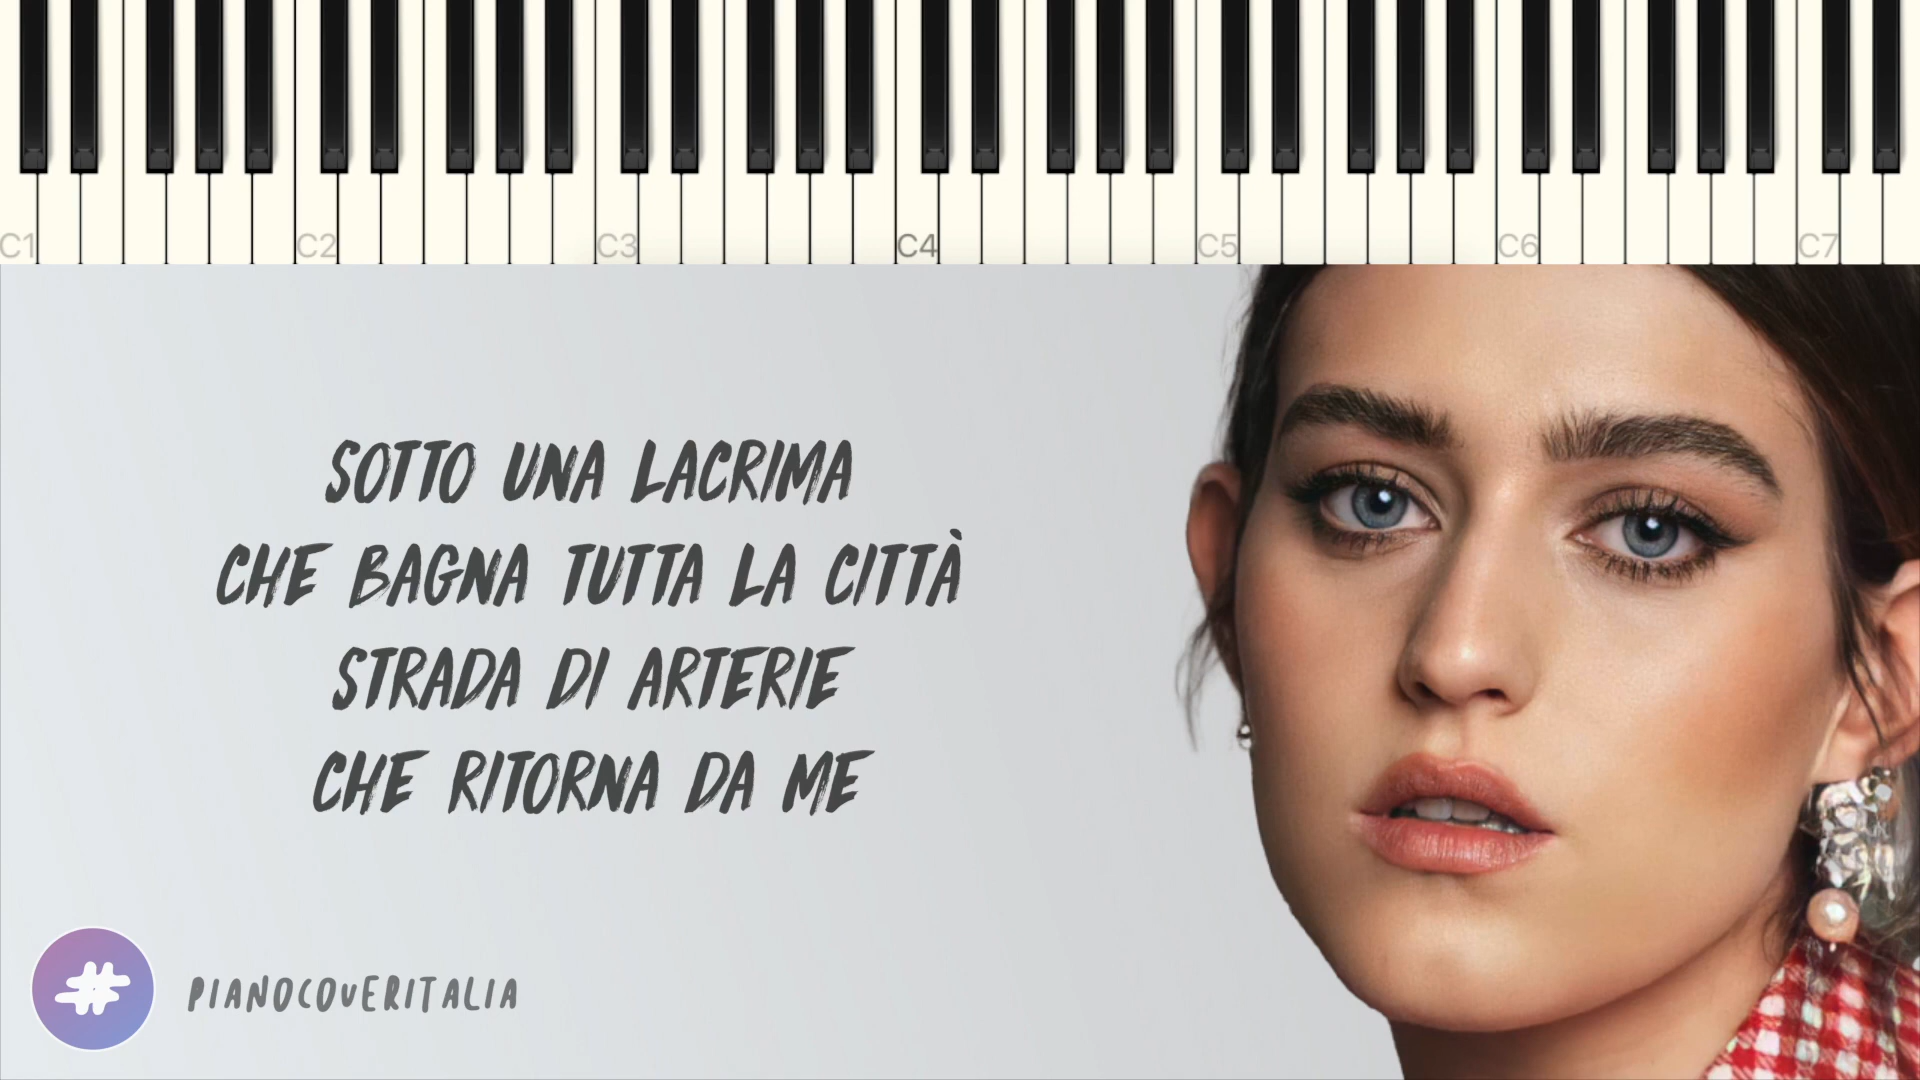 C1 C2 C3 C4 C5 C6 C7
SOTTO UNA LACRIMA
CHE BAGNA TUTTA LA CITTÀ
STRADA DI ARTERIE
CHE RITORNA DA ME
# PIANOCOVERITALIA